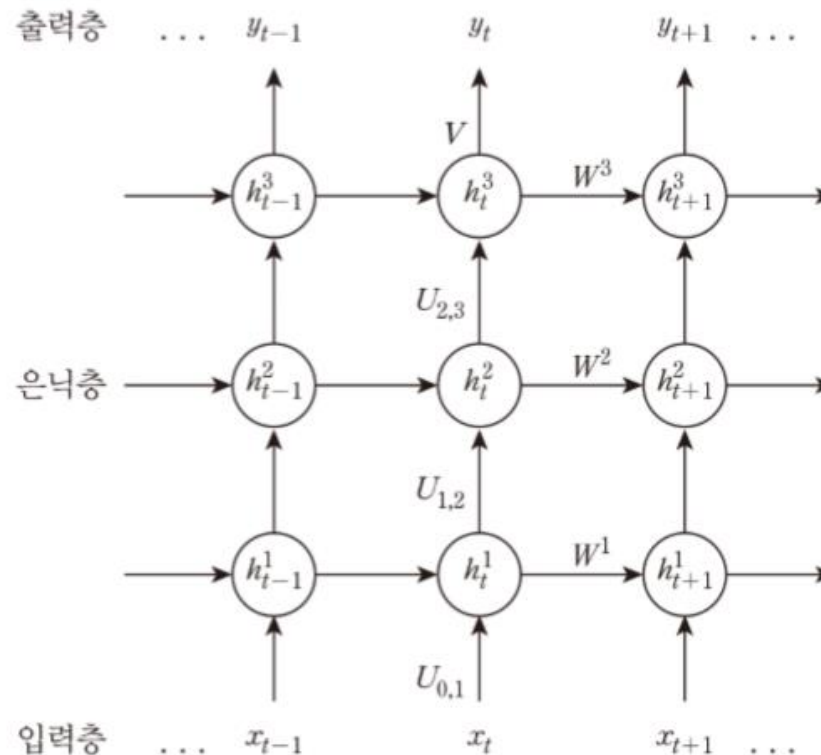 출력층 ... y_{t-1} y_t y_{t+1} ...
V
h^3_{t-1} h^3_t W^3 h^3_{t+1}
U_{2,3}
은닉층 h^2_{t-1} h^2_t W^2 h^2_{t+1}
U_{1,2}
h^1_{t-1} h^1_t W^1 h^1_{t+1}
U_{0,1}
입력층 ... x_{t-1} x_t x_{t+1} ...